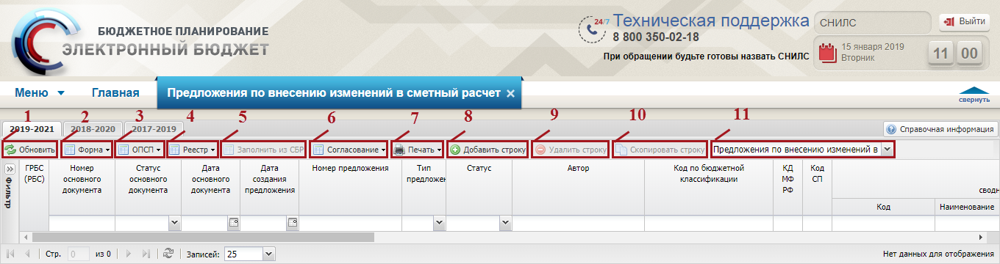 БЮДЖЕТНОЕ ПЛАНИРОВАНИЕ
ЭЛЕКТРОННЫЙ БЮДЖЕТ
24/7 Техническая поддержка
8 800 350-02-18
При обращении будьте готовы назвать СНИЛС
СНИЛС
Выйти
15 января 2019
Вторник
11 00
Меню Главная Предложения по внесению изменений в сметный расчет
свернуть
1 2 3 4 5 6 7 8 9 10 11
2019-2021 2018-2020 2017-2019 Справочная информация
Обновить Форма ОПСП Реестр Заполнить из СБР Согласование Печать Добавить строку Удалить строку Скопировать строку Предложения по внесению изменений в
Фильтр
ГРБС
(РБС)
Номер
основного
документа
Статус
основного
документа
Дата
основного
документа
Дата
создания
предложения
Номер предложения
Тип
предложен
Статус
Автор
Код по бюджетной
классификации
КД
МФ
РФ
Код
СП
сводн
Код
Наименование
Стр. 0 из 0 Записей: 25 Нет данных для отображения